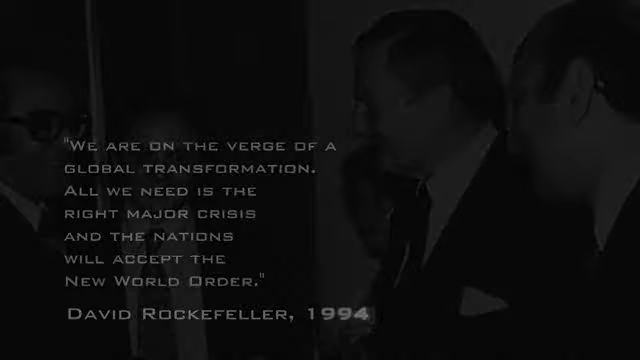 "We are on the verge of a
global transformation.
All we need is the
right major crisis
and the nations
will accept the
New World Order."
David Rockefeller, 1994